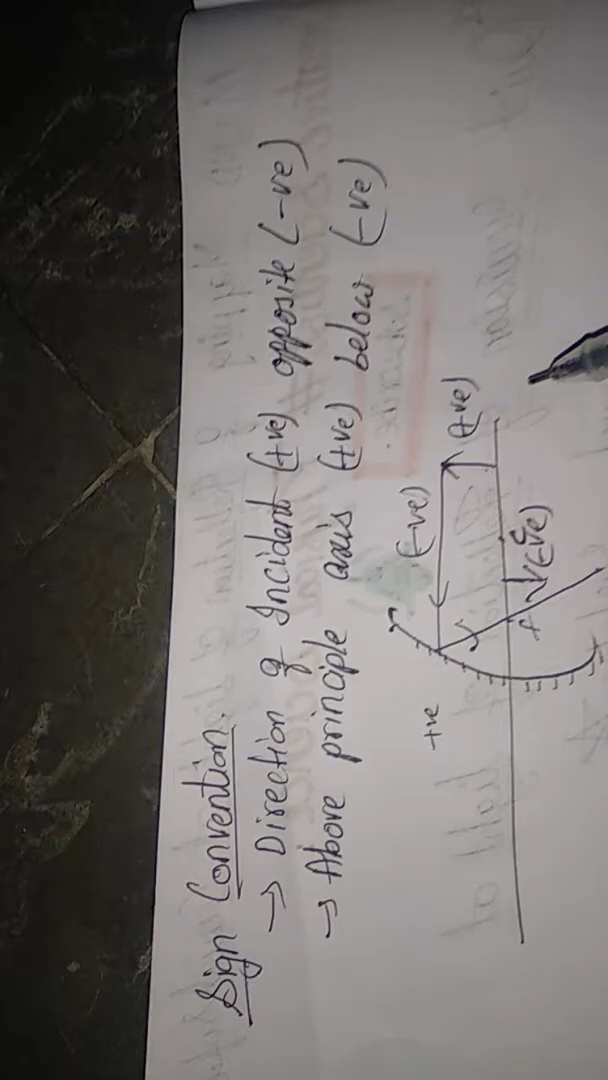 Sign Convention.
→ Direction of Incident (+ve) opposite (-ve)
→ Above principle axis (+ve) below (-ve)
+ve
(-ve)
(+ve)
F
C
(-ve)